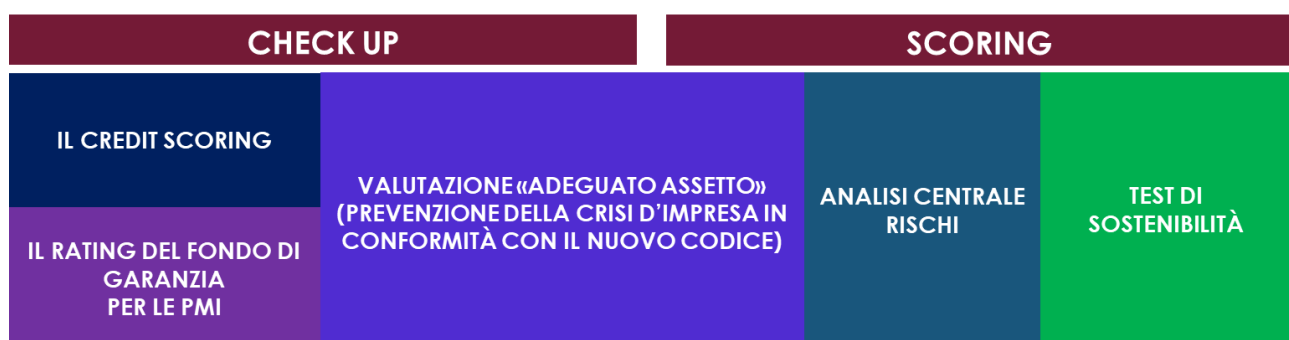 CHECK UP
SCORING
IL CREDIT SCORING
IL RATING DEL FONDO DI
GARANZIA
PER LE PMI
VALUTAZIONE «ADEGUATO ASSETTO»
(PREVENZIONE DELLA CRISI D'IMPRESA IN
CONFORMITÀ CON IL NUOVO CODICE)
ANALISI CENTRALE
RISCHI
TEST DI
SOSTENIBILITÀ